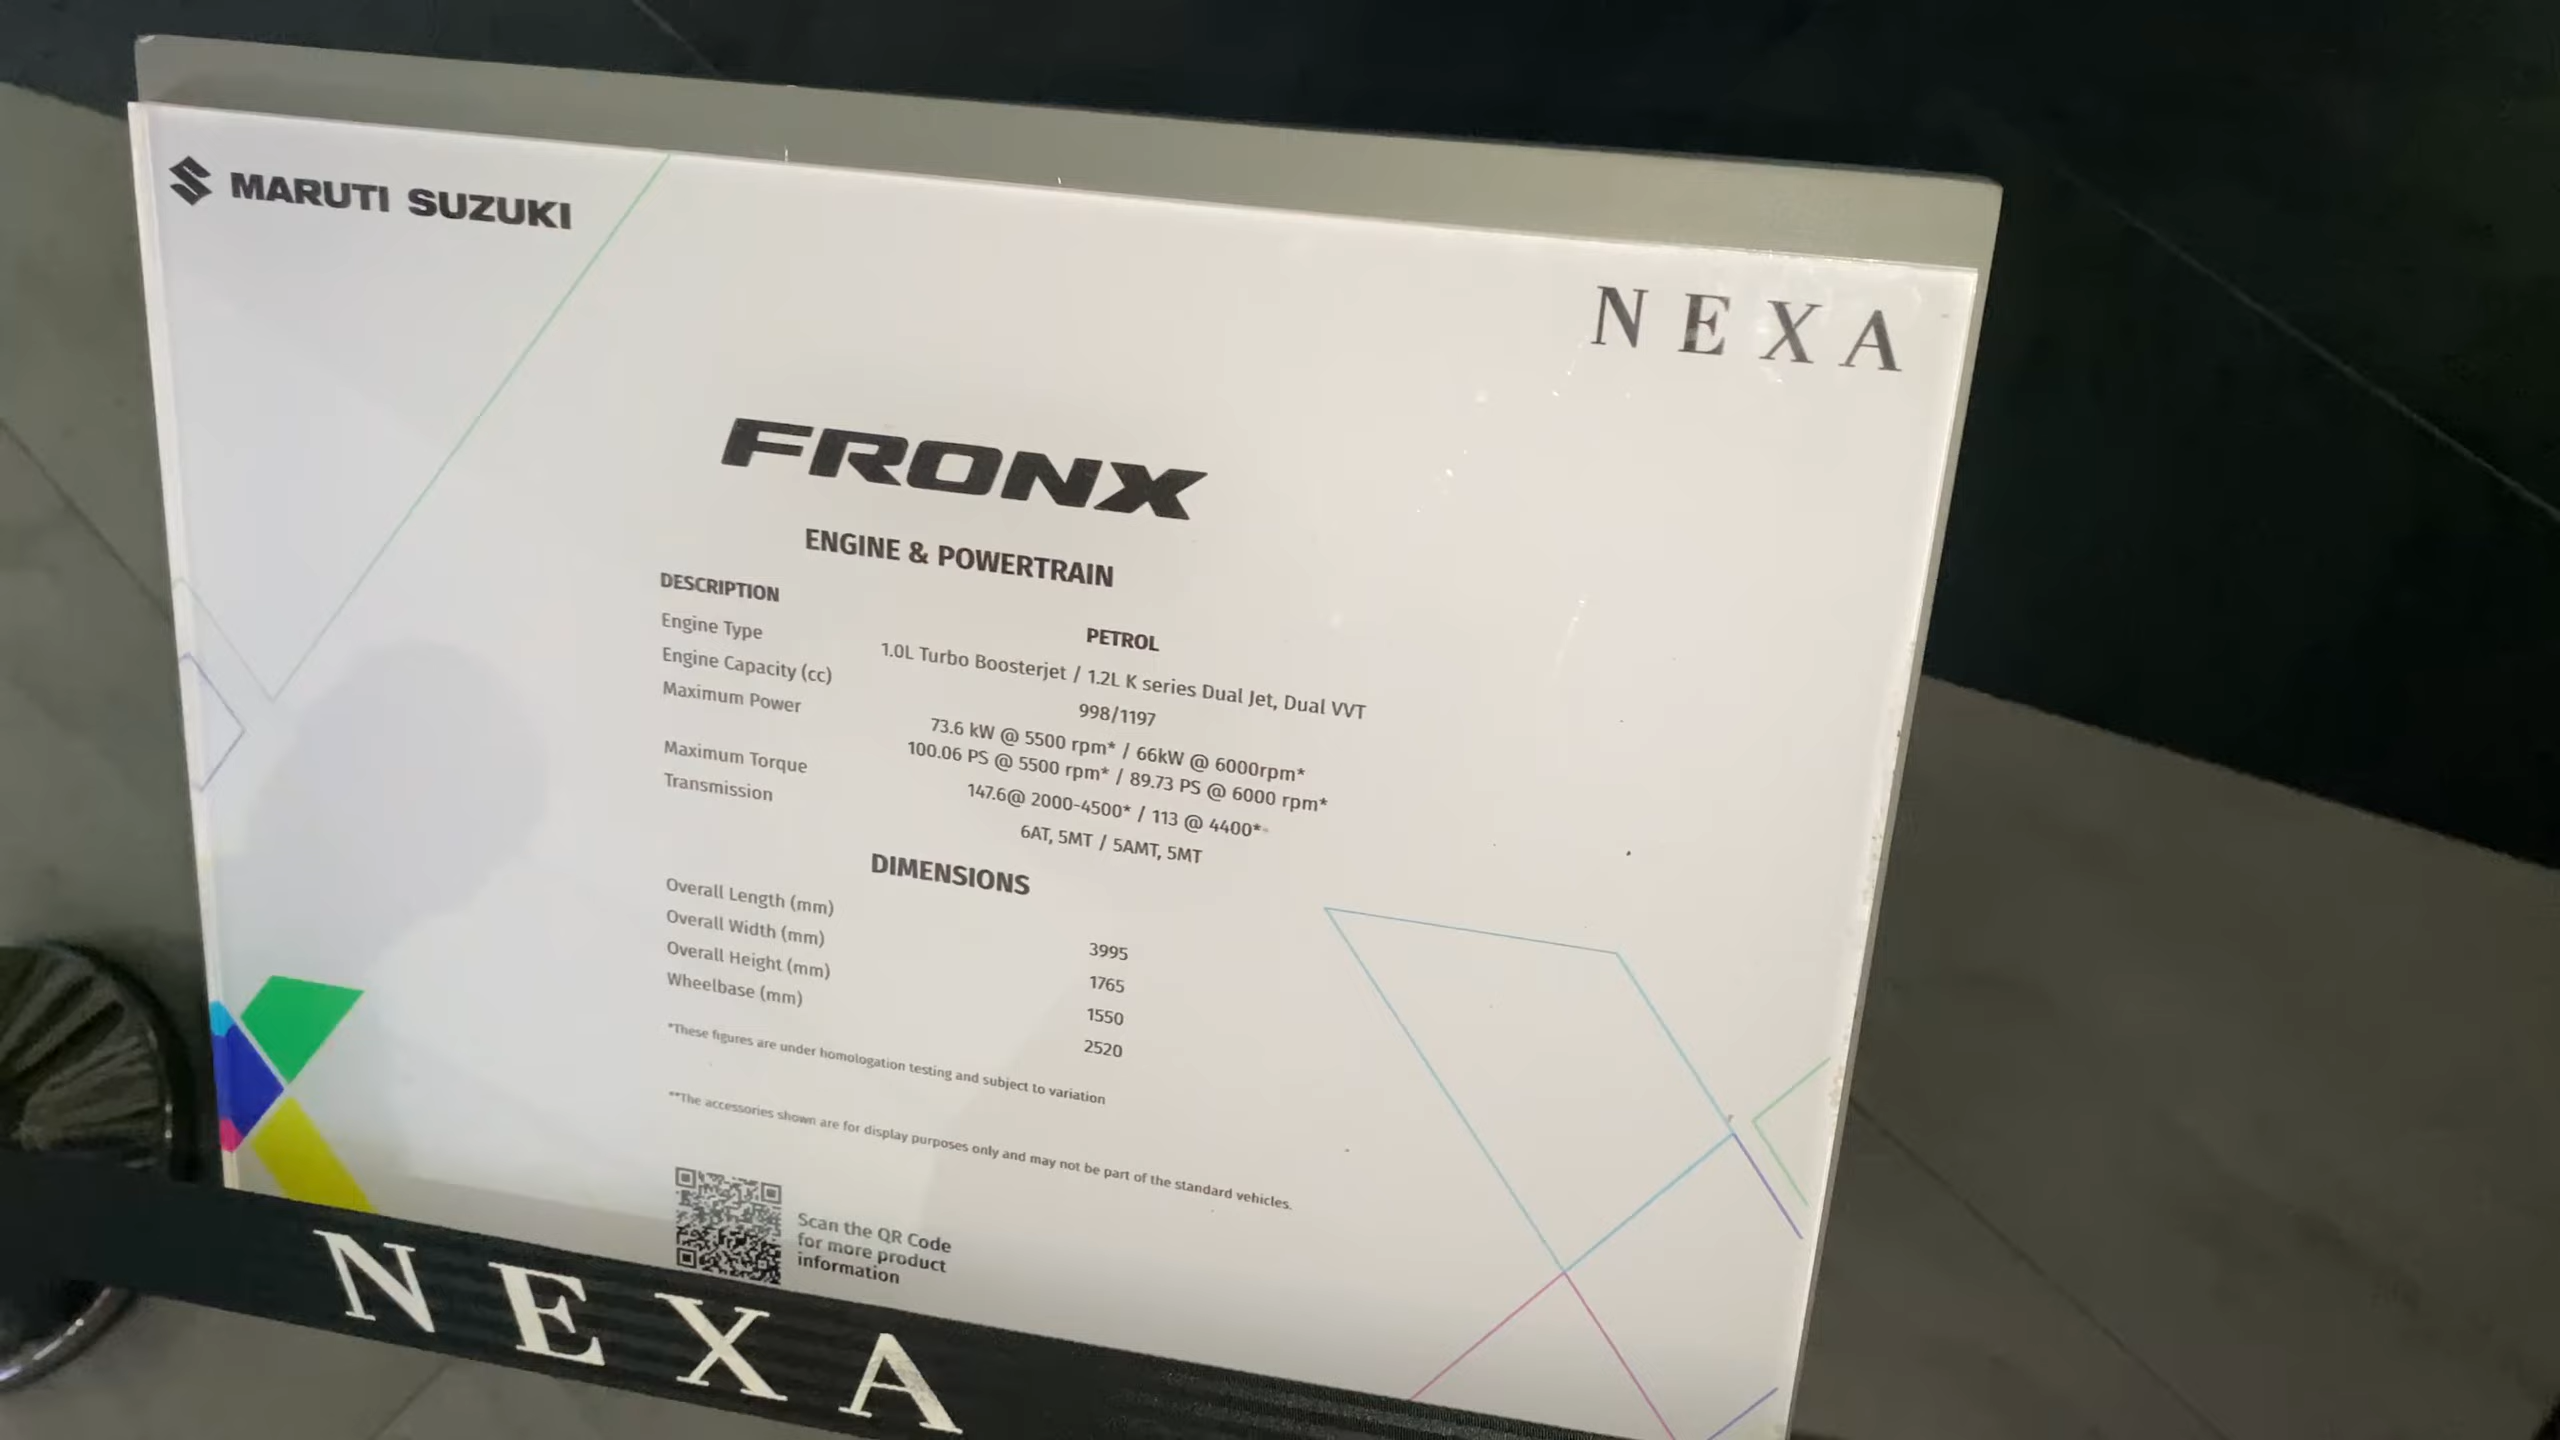 MARUTI SUZUKI
NEXA
FRONX
ENGINE & POWERTRAIN
DESCRIPTION
PETROL
Engine Type
1.0L Turbo Boosterjet / 1.2L K series Dual Jet, Dual VVT
Engine Capacity (cc)
998/1197
Maximum Power
73.6 kW @ 5500 rpm* / 66kW @ 6000rpm*
100.06 PS @ 5500 rpm* / 89.73 PS @ 6000 rpm*
Maximum Torque
147.6@ 2000-4500* / 113 @ 4400*
Transmission
6AT, 5MT / 5AMT, 5MT
DIMENSIONS
Overall Length (mm)
3995
Overall Width (mm)
1765
Overall Height (mm)
1550
Wheelbase (mm)
2520
*These figures are under homologation testing and subject to variation
**The accessories shown are for display purposes only and may not be part of the standard vehicles.
Scan the QR Code
for more product
information
NEXA